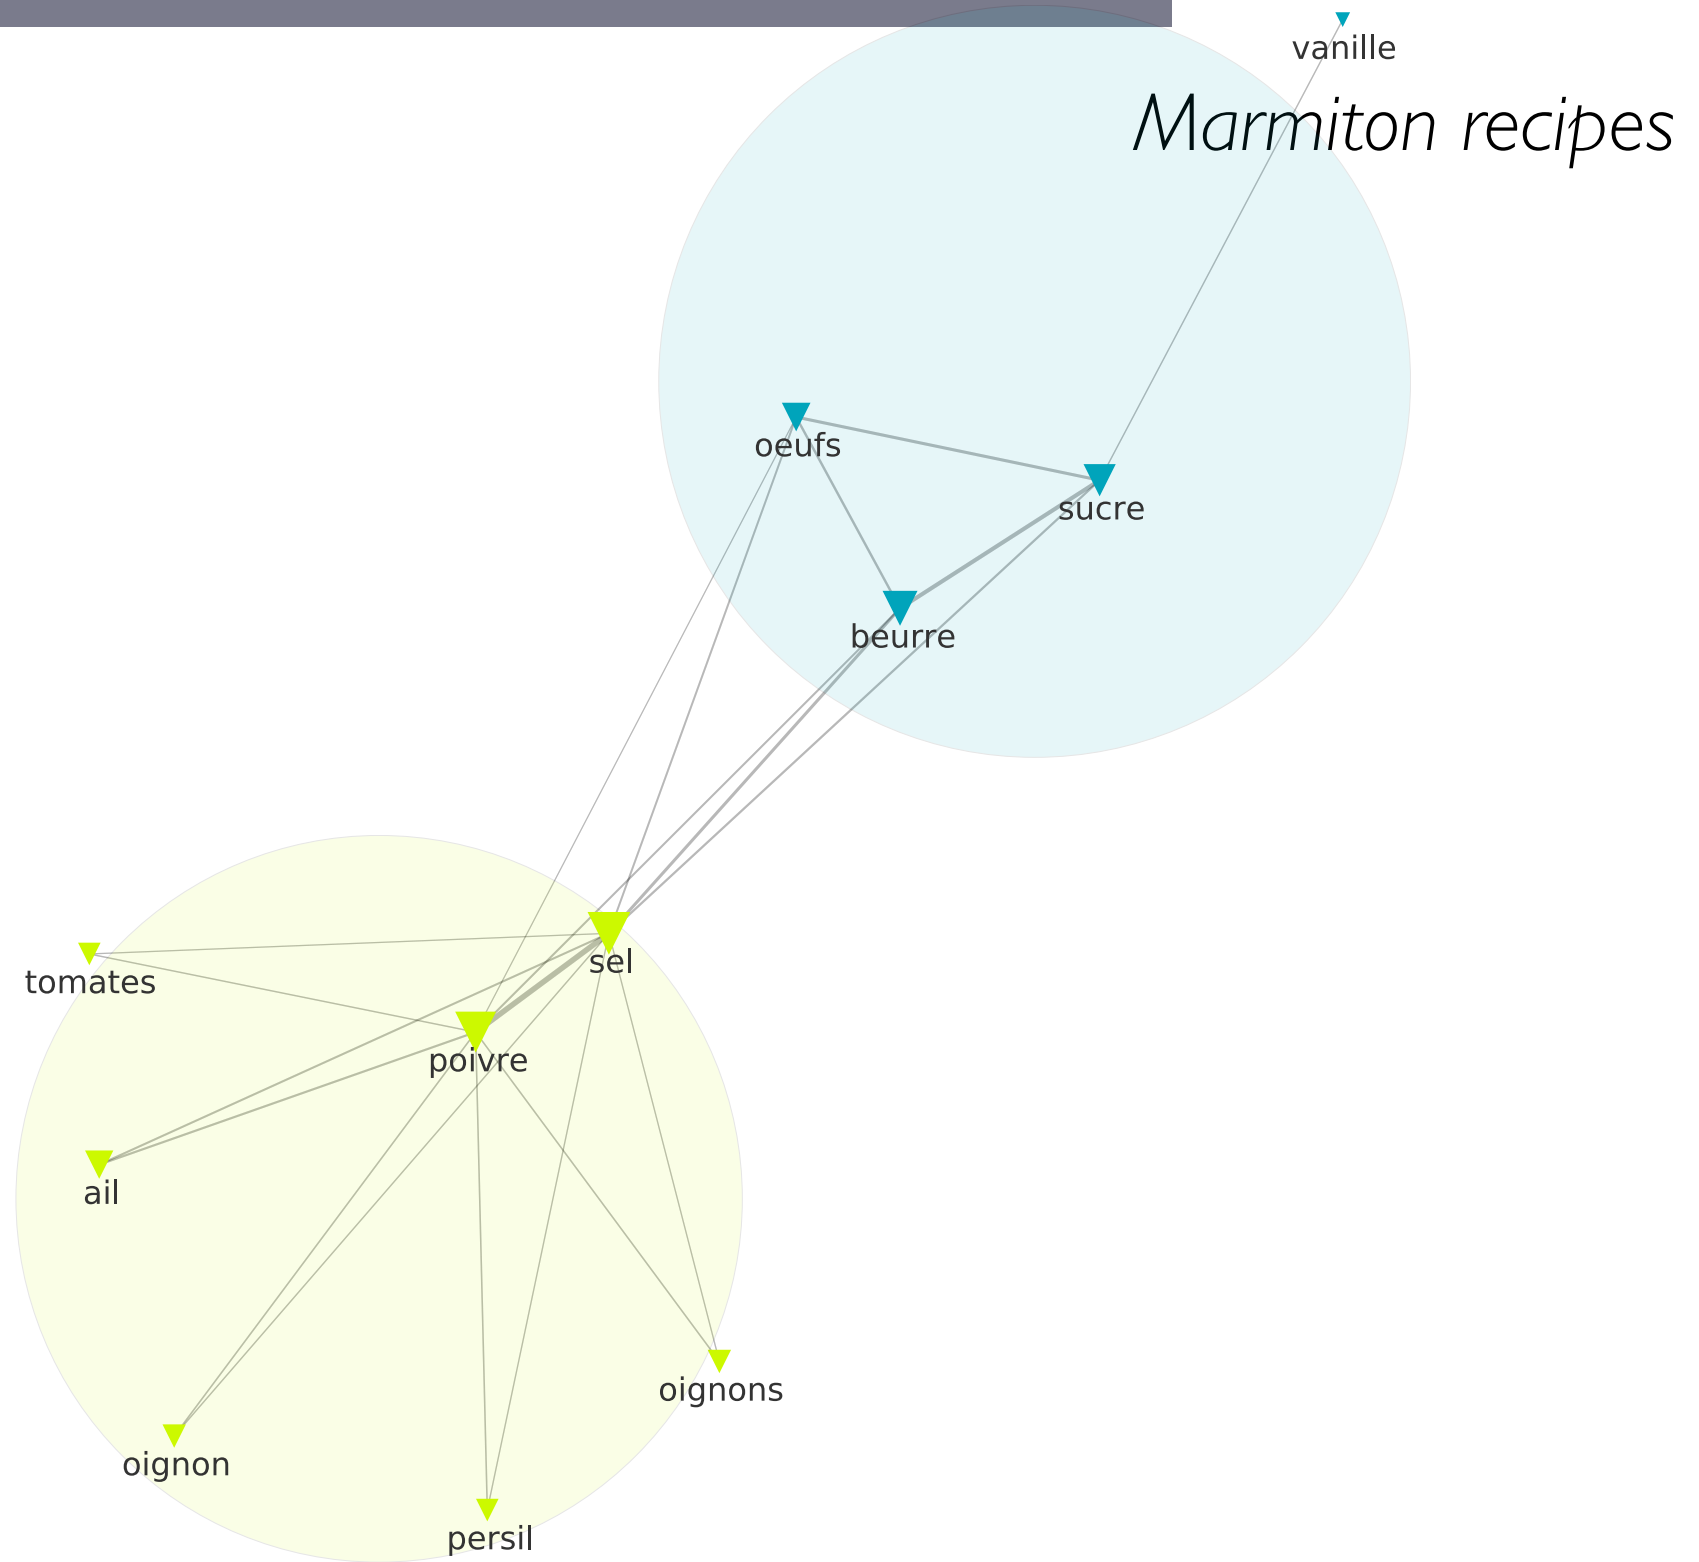 vanille
Marmiton recipes
oeufs
sucre
beurre
sel
tomates
poivre
ail
oignons
oignon
persil